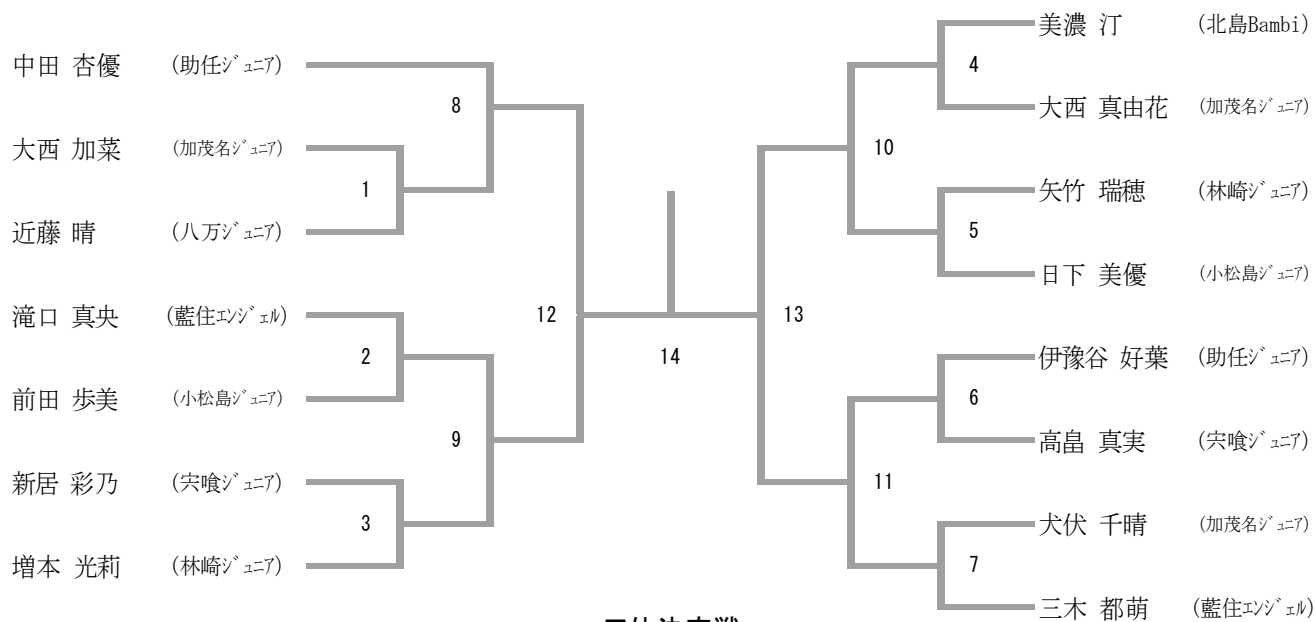 中田 杏優 (助任ジュニア)
8
大西 加菜 (加茂名ジュニア)
1
近藤 晴 (八万ジュニア)
滝口 真央 (藍住エンジェル)
2
前田 歩美 (小松島ジュニア)
9
新居 彩乃 (宍喰ジュニア)
3
増本 光莉 (林崎ジュニア)
12
14
13
美濃 汀 (北島Bambi)
4
大西 真由花 (加茂名ジュニア)
10
矢竹 瑞穂 (林崎ジュニア)
5
日下 美優 (小松島ジュニア)
伊豫谷 好葉 (助任ジュニア)
6
高畠 真実 (宍喰ジュニア)
11
犬伏 千晴 (加茂名ジュニア)
7
三木 都萌 (藍住エンジェル)